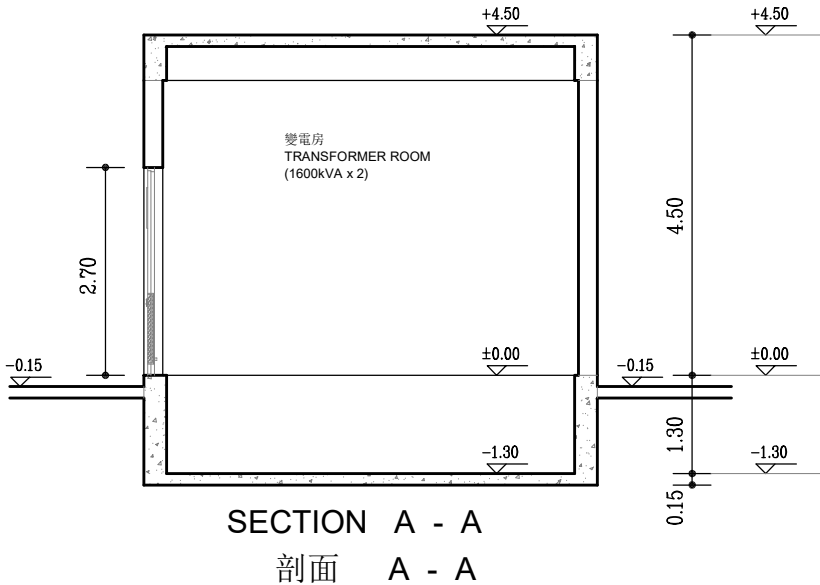 +4.50
+4.50
變電房
TRANSFORMER ROOM
(1600kVA x 2)
4.50
2.70
-0.15
±0.00
-0.15
±0.00
1.30
-1.30
-1.30
0.15
SECTION A - A
剖面 A - A